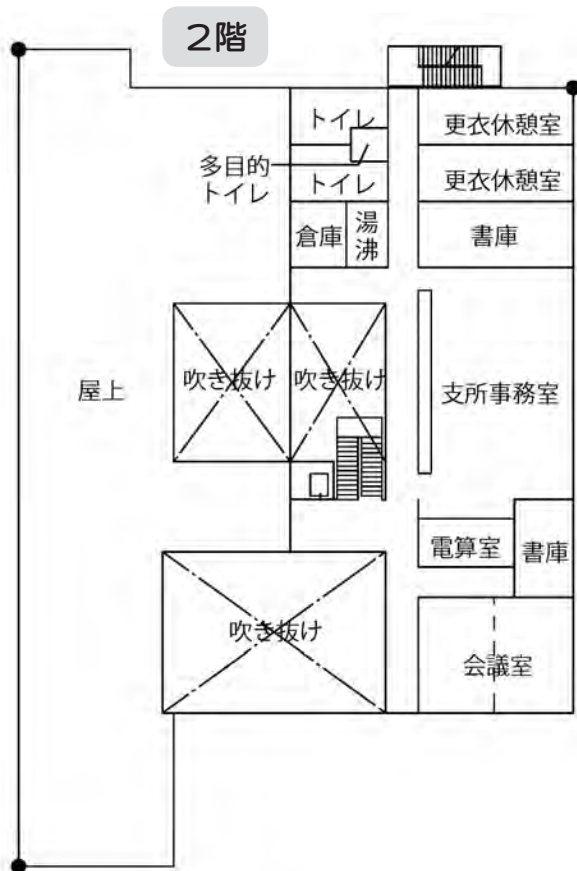 2階
トイレ
更衣休憩室
多目的
トイレ
トイレ
更衣休憩室
倉庫
湯
沸
書庫
吹き抜け
吹き抜け
屋上
支所事務室
電算室
書庫
吹き抜け
会議室